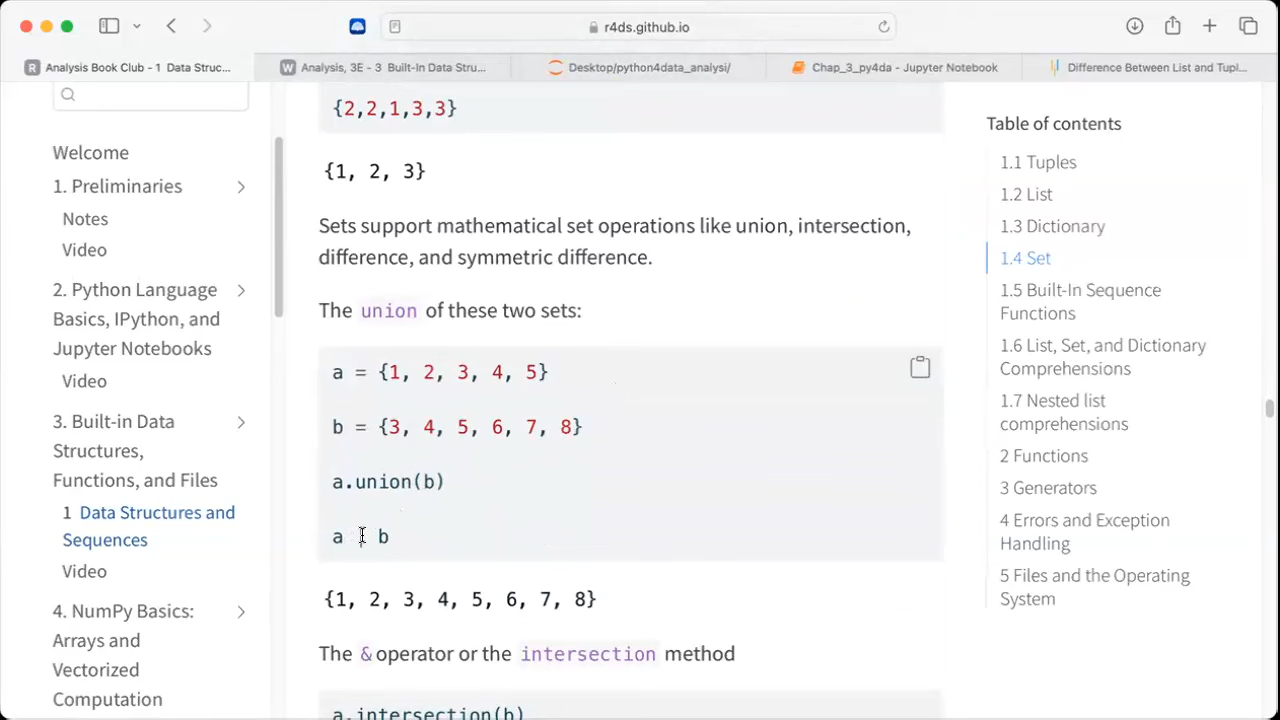 r4ds.github.io
Analysis Book Club - 1 Data Struc...
Analysis, 3E - 3 Built-In Data Stru...
Desktop/python4data_analysi/
Chap_3_py4da - Jupyter Notebook
Difference Between List and Tupl...
Welcome
1. Preliminaries
Notes
Video
2. Python Language
Basics, IPython, and
Jupyter Notebooks
Video
3. Built-in Data
Structures,
Functions, and Files
1 Data Structures and
Sequences
Video
4. NumPy Basics:
Arrays and
Vectorized
Computation
{2,2,1,3,3}
{1, 2, 3}
Sets support mathematical set operations like union, intersection,
difference, and symmetric difference.
The union of these two sets:
a = {1, 2, 3, 4, 5}
b = {3, 4, 5, 6, 7, 8}
a.union(b)
a | b
{1, 2, 3, 4, 5, 6, 7, 8}
The & operator or the intersection method
a.intersection(b)
Table of contents
1.1 Tuples
1.2 List
1.3 Dictionary
1.4 Set
1.5 Built-In Sequence
Functions
1.6 List, Set, and Dictionary
Comprehensions
1.7 Nested list
comprehensions
2 Functions
3 Generators
4 Errors and Exception
Handling
5 Files and the Operating
System